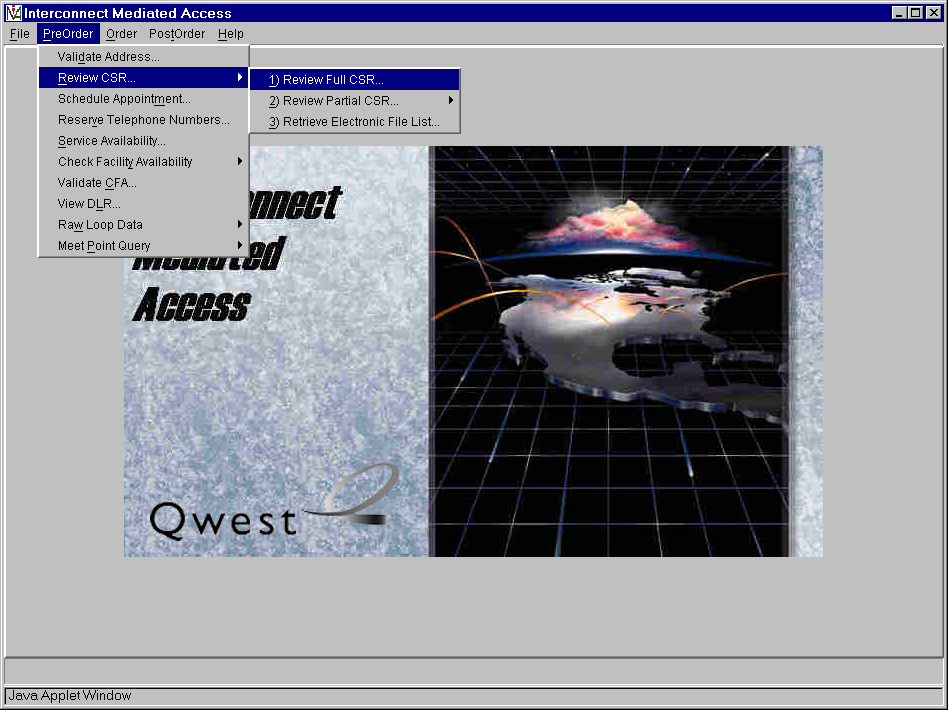 Interconnect Mediated Access
File PreOrder Order PostOrder Help
Validate Address...
Review CSR...
Schedule Appointment...
Reserve Telephone Numbers...
Service Availability...
Check Facility Availability
Validate CFA...
View DLR...
Raw Loop Data
Meet Point Query
1) Review Full CSR...
2) Review Partial CSR...
3) Retrieve Electronic File List...
nnect
Mediated
Access
Qwest
Java Applet Window